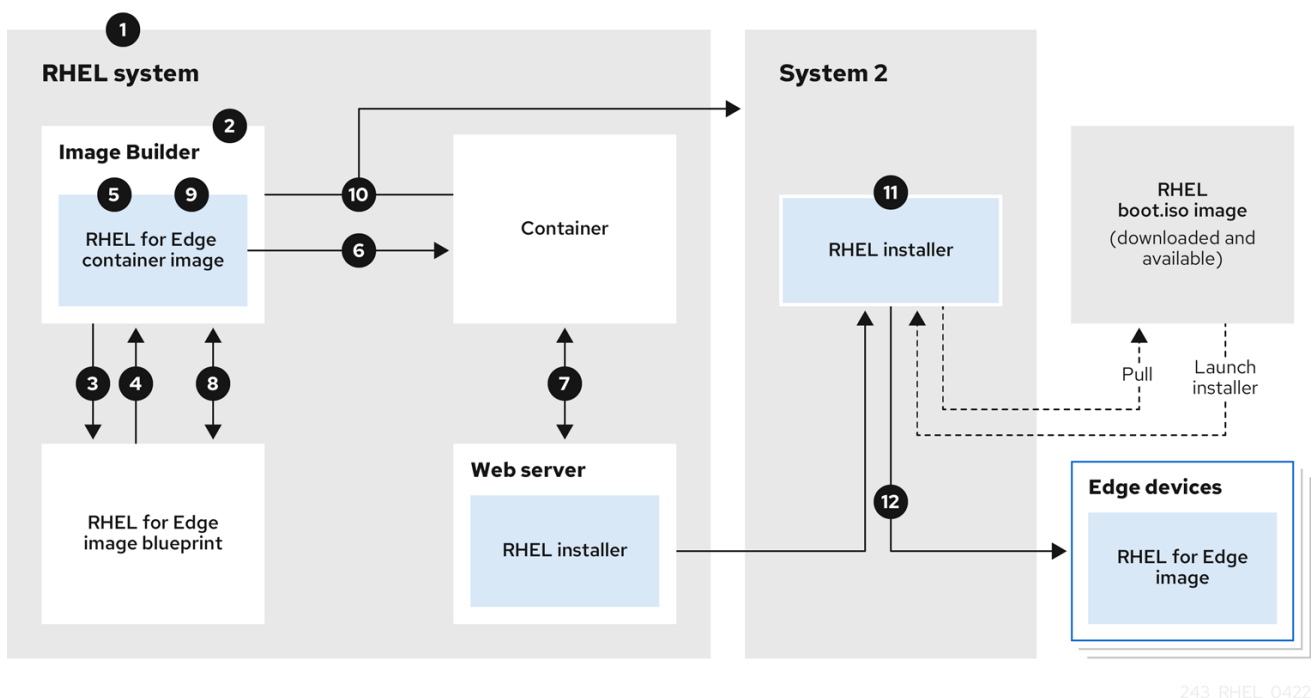 1
RHEL system
System 2
2
Image Builder
5
9
RHEL for Edge
container image
10
6
Container
11
RHEL installer
RHEL
boot.iso image
(downloaded and
available)
3
4
8
7
Pull
Launch
installer
RHEL for Edge
image blueprint
Web server
RHEL installer
12
Edge devices
RHEL for Edge
image
243_RHEL_0422